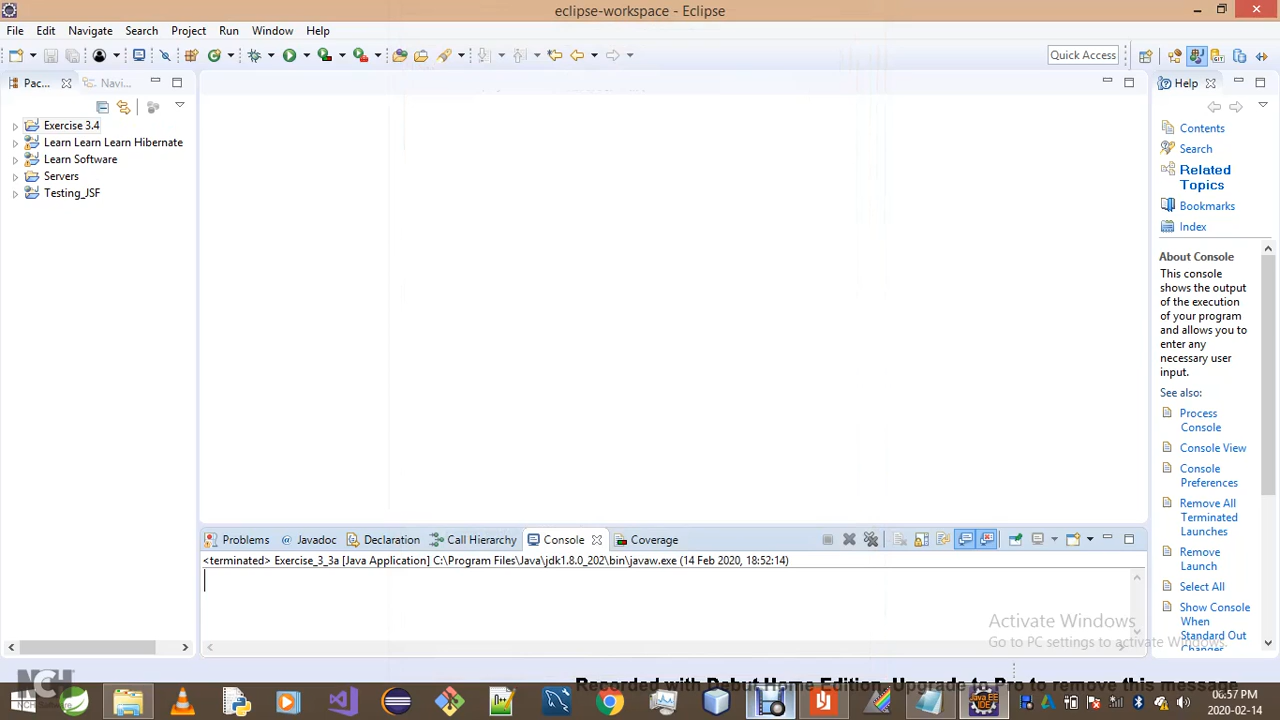 eclipse-workspace - Eclipse
File Edit Navigate Search Project Run Window Help
Quick Access
Pac... Navi...
Exercise 3.4
Learn Learn Learn Hibernate
Learn Software
Servers
Testing_JSF
Help
Contents
Search
Related
Topics
Bookmarks
Index
About Console
This console
shows the output
of the execution
of your program
and allows you to
enter any
necessary user
input.
See also:
Process
Console
Console View
Console
Preferences
Remove All
Terminated
Launches
Remove
Launch
Select All
Show Console
When
Standard Out
Changes
Problems Javadoc Declaration Call Hierarchy Console Coverage
<terminated> Exercise_3_3a [Java Application] C:\Program Files\Java\jdk1.8.0_202\bin\javaw.exe (14 Feb 2020, 18:52:14)
Activate Windows
Go to PC settings to activate Windows.
NCH
NCH Software
Recorded with Debut Home Edition. Upgrade to Pro to remove this message
06:57 PM
2020-02-14